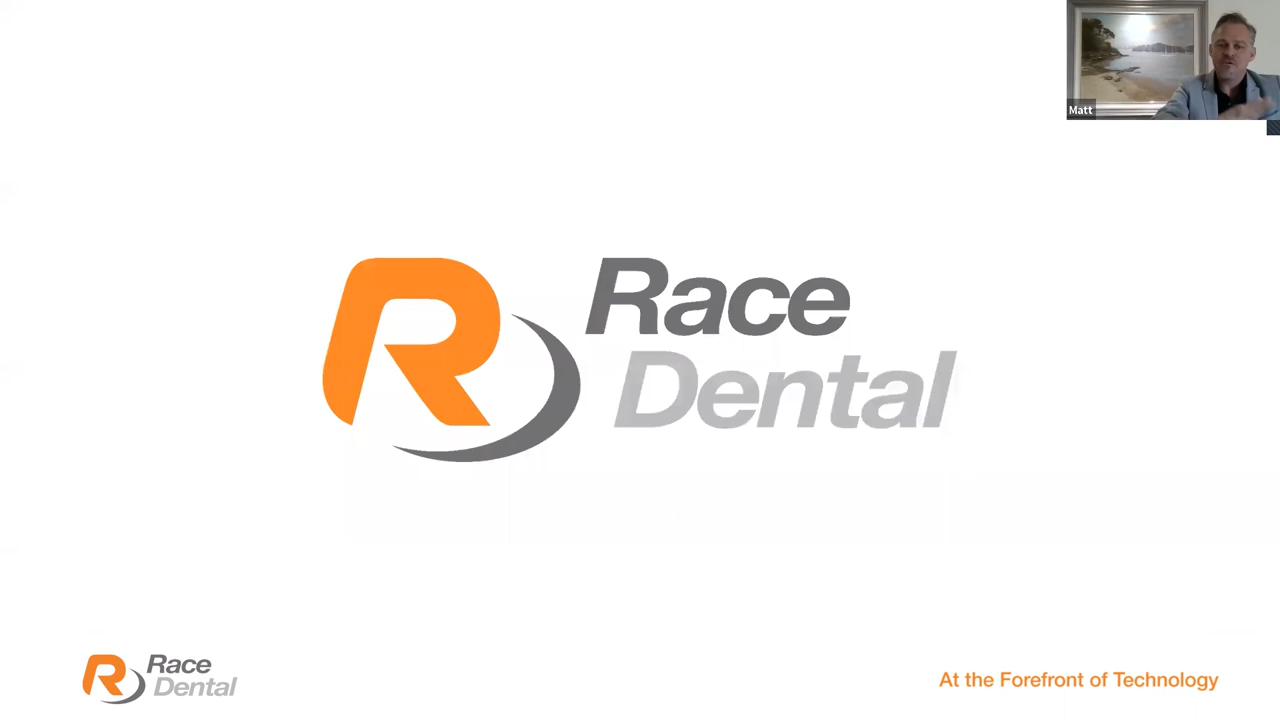 Matt
Race
Dental
Race
Dental
At the Forefront of Technology